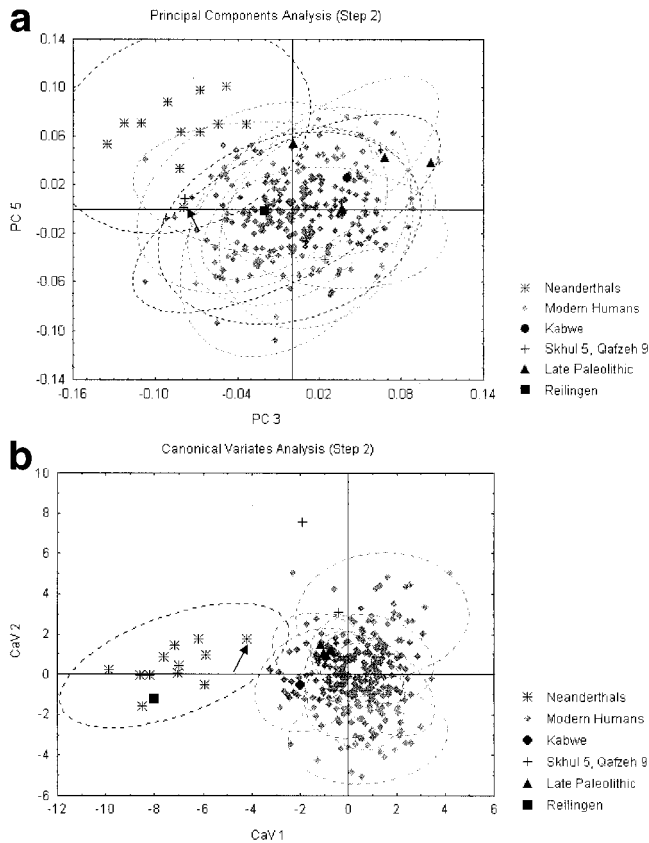 a
Principal Components Analysis (Step 2)
0.14
0.10
0.06
0.02
-0.02
-0.06
-0.10
-0.14
PC 5
-0.16
-0.10
-0.04
0.02
0.08
0.14
PC 3
Neanderthals
Modern Humans
Kabwe
Skhul 5, Qafzeh 9
Late Paleolithic
Reilingen
b
Canonical Variates Analysis (Step 2)
10
8
6
4
2
0
-2
-4
-6
CaV 2
-12
-10
-8
-6
-4
-2
0
2
4
6
CaV 1
Neanderthals
Modern Humans
Kabwe
Skhul 5, Qafzeh 9
Late Paleolithic
Reilingen